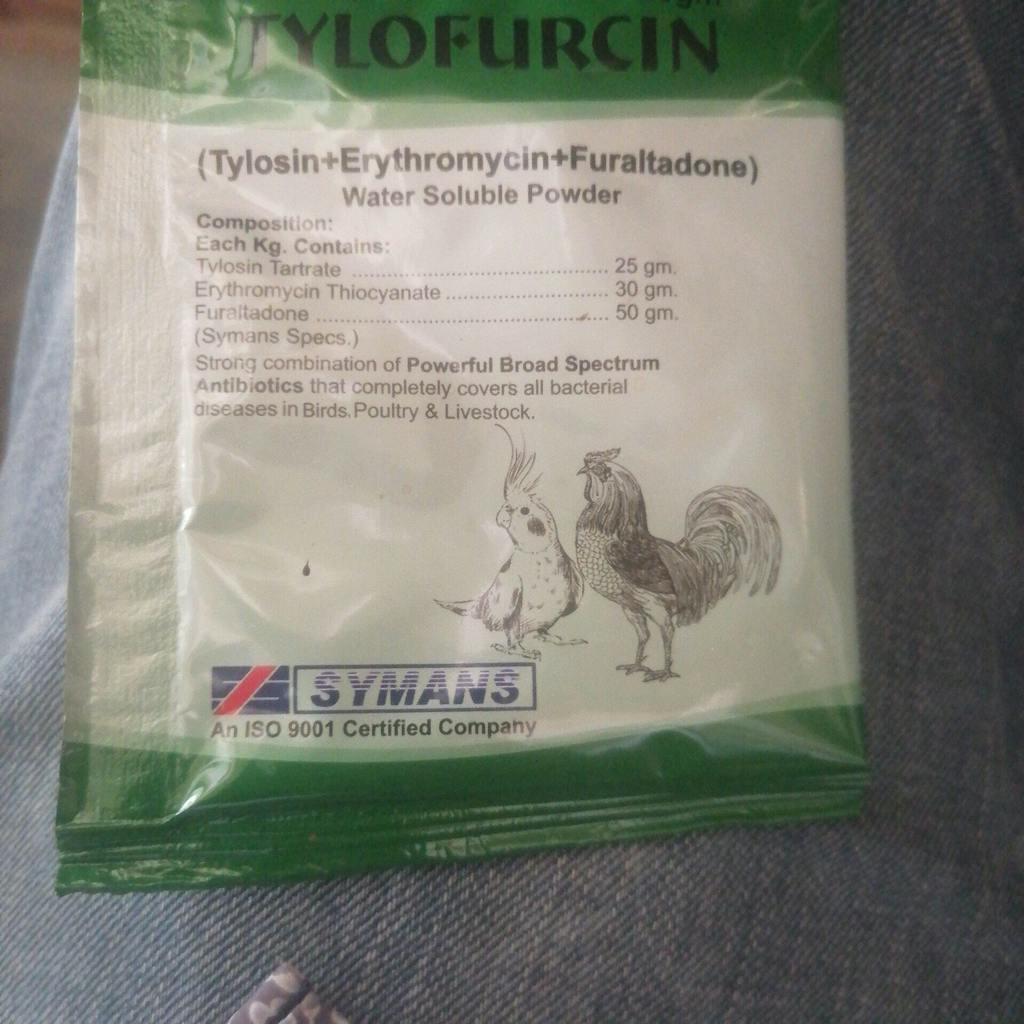 TYLOFURCIN
(Tylosin+Erythromycin+Furaltadone)
Water Soluble Powder
Composition:
Each Kg. Contains:
Tylosin Tartrate ........................................ 25 gm.
Erythromycin Thiocyanate ......................... 30 gm.
Furaltadone ............................................. 50 gm.
(Symans Specs.)
Strong combination of Powerful Broad Spectrum
Antibiotics that completely covers all bacterial
diseases in Birds, Poultry & Livestock.
SYMANS
An ISO 9001 Certified Company